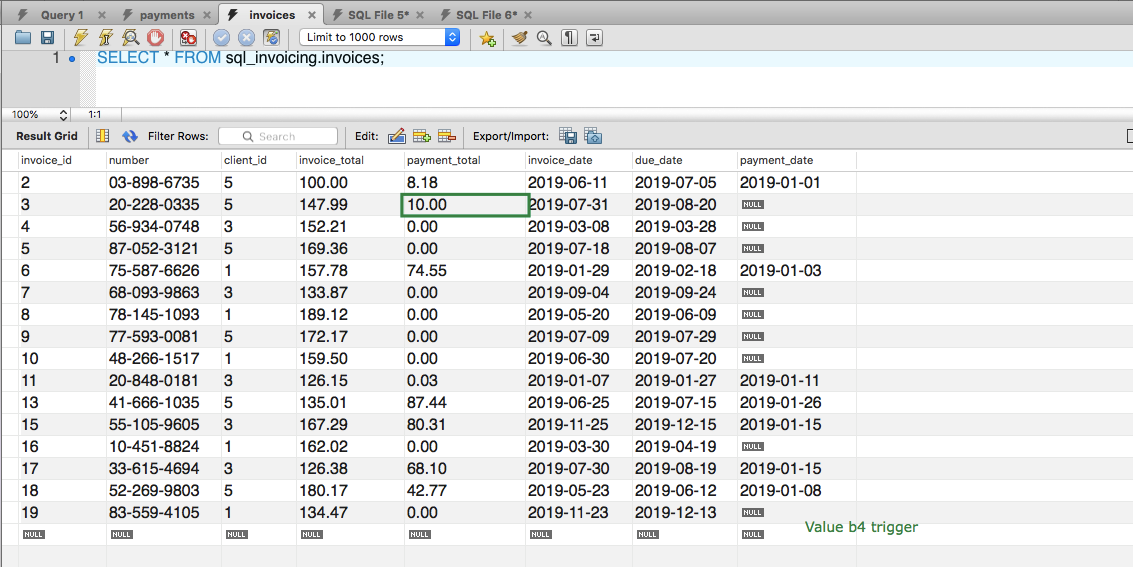 Query 1 payments invoices SQL File 5* SQL File 6*
Limit to 1000 rows
1 SELECT * FROM sql_invoicing.invoices;
100% 1:1
Result Grid Filter Rows: Search Edit: Export/Import:
invoice_id number client_id invoice_total payment_total invoice_date due_date payment_date
2 03-898-6735 5 100.00 8.18 2019-06-11 2019-07-05 2019-01-01
3 20-228-0335 5 147.99 10.00 2019-07-31 2019-08-20 NULL
4 56-934-0748 3 152.21 0.00 2019-03-08 2019-03-28 NULL
5 87-052-3121 5 169.36 0.00 2019-07-18 2019-08-07 NULL
6 75-587-6626 1 157.78 74.55 2019-01-29 2019-02-18 2019-01-03
7 68-093-9863 3 133.87 0.00 2019-09-04 2019-09-24 NULL
8 78-145-1093 1 189.12 0.00 2019-05-20 2019-06-09 NULL
9 77-593-0081 5 172.17 0.00 2019-07-09 2019-07-29 NULL
10 48-266-1517 1 159.50 0.00 2019-06-30 2019-07-20 NULL
11 20-848-0181 3 126.15 0.03 2019-01-07 2019-01-27 2019-01-11
13 41-666-1035 5 135.01 87.44 2019-06-25 2019-07-15 2019-01-26
15 55-105-9605 3 167.29 80.31 2019-11-25 2019-12-15 2019-01-15
16 10-451-8824 1 162.02 0.00 2019-03-30 2019-04-19 NULL
17 33-615-4694 3 126.38 68.10 2019-07-30 2019-08-19 2019-01-15
18 52-269-9803 5 180.17 42.77 2019-05-23 2019-06-12 2019-01-08
19 83-559-4105 1 134.47 0.00 2019-11-23 2019-12-13 NULL
NULL NULL NULL NULL NULL NULL NULL NULL
Value b4 trigger